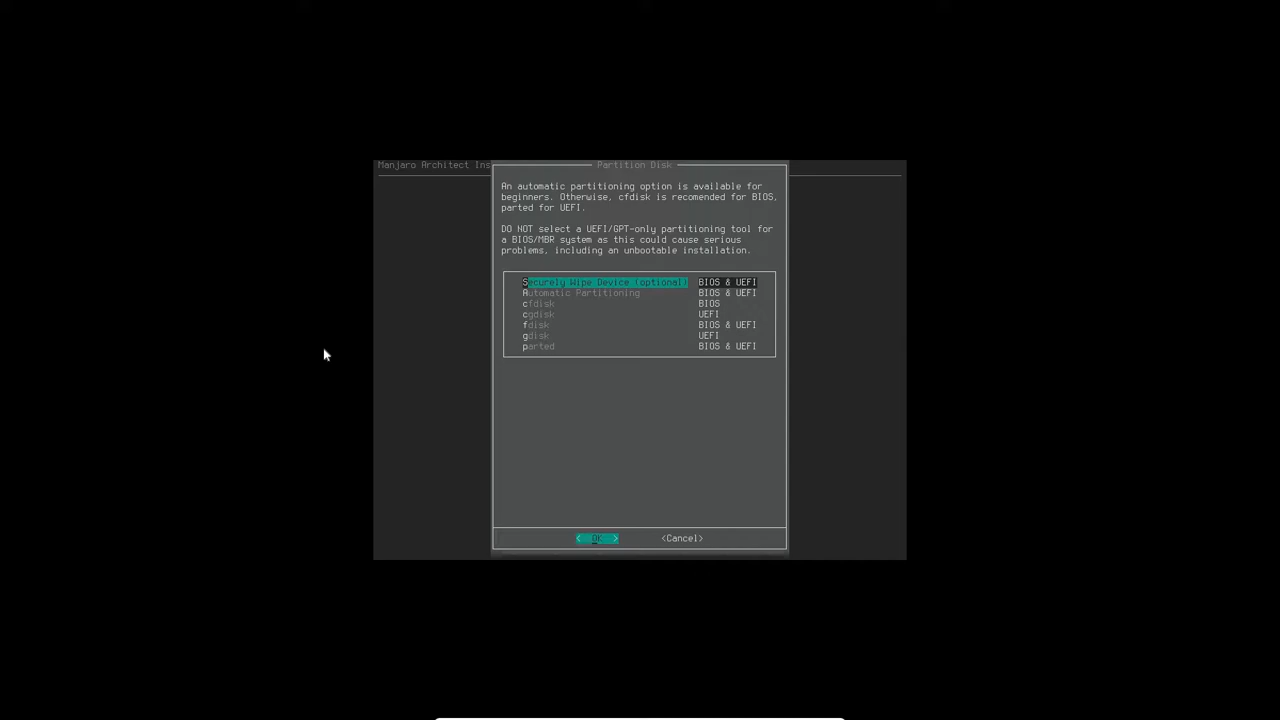 Manjaro Architect Ins
Partition Disk
An automatic partitioning option is available for
beginners. Otherwise, cfdisk is recomended for BIOS,
parted for UEFI.
DO NOT select a UEFI/GPT-only partitioning tool for
a BIOS/MBR system as this could cause serious
problems, including an unbootable installation.
Securely Wipe Device (optional) BIOS & UEFI
Automatic Partitioning BIOS & UEFI
cfdisk BIOS
cgdisk UEFI
fdisk BIOS & UEFI
gdisk UEFI
parted BIOS & UEFI
< OK > <Cancel>